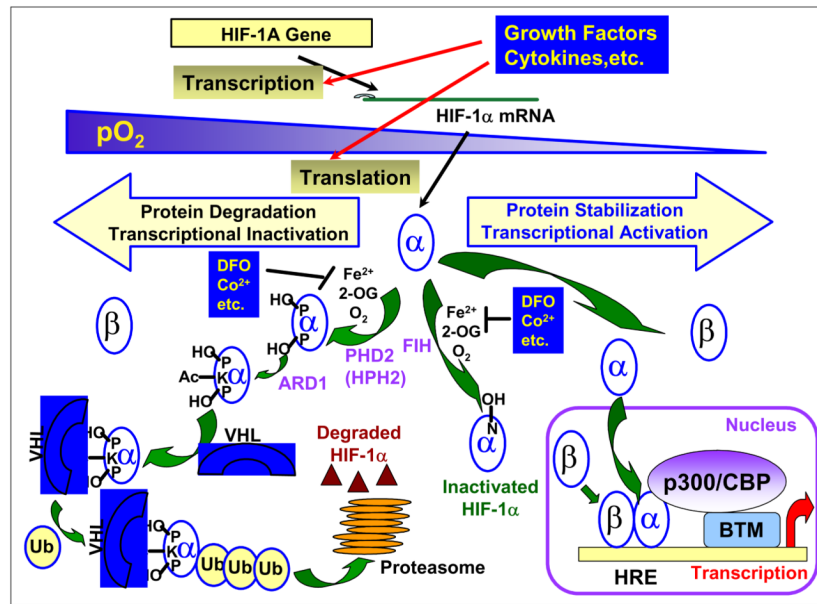 HIF-1A Gene
Growth Factors
Cytokines,etc.
Transcription
HIF-1α mRNA
pO2
Translation
Protein Degradation
Transcriptional Inactivation
Protein Stabilization
Transcriptional Activation
α
DFO
Co2+
etc.
Fe2+
2-OG
O2
Fe2+
2-OG
O2
DFO
Co2+
etc.
β
HO
P
α
P
HO
PHD2
(HPH2)
FIH
β
HO
P
Ac
K
α
P
HO
ARD1
α
OH
N
α
Inactivated
HIF-1α
VHL
HO
P
K
α
P
HO
VHL
Degraded
HIF-1α
Nucleus
β
p300/CBP
β
α
BTM
Ub
VHL
HO
P
K
α
P
HO
Ub
Ub
Ub
Proteasome
HRE
Transcription